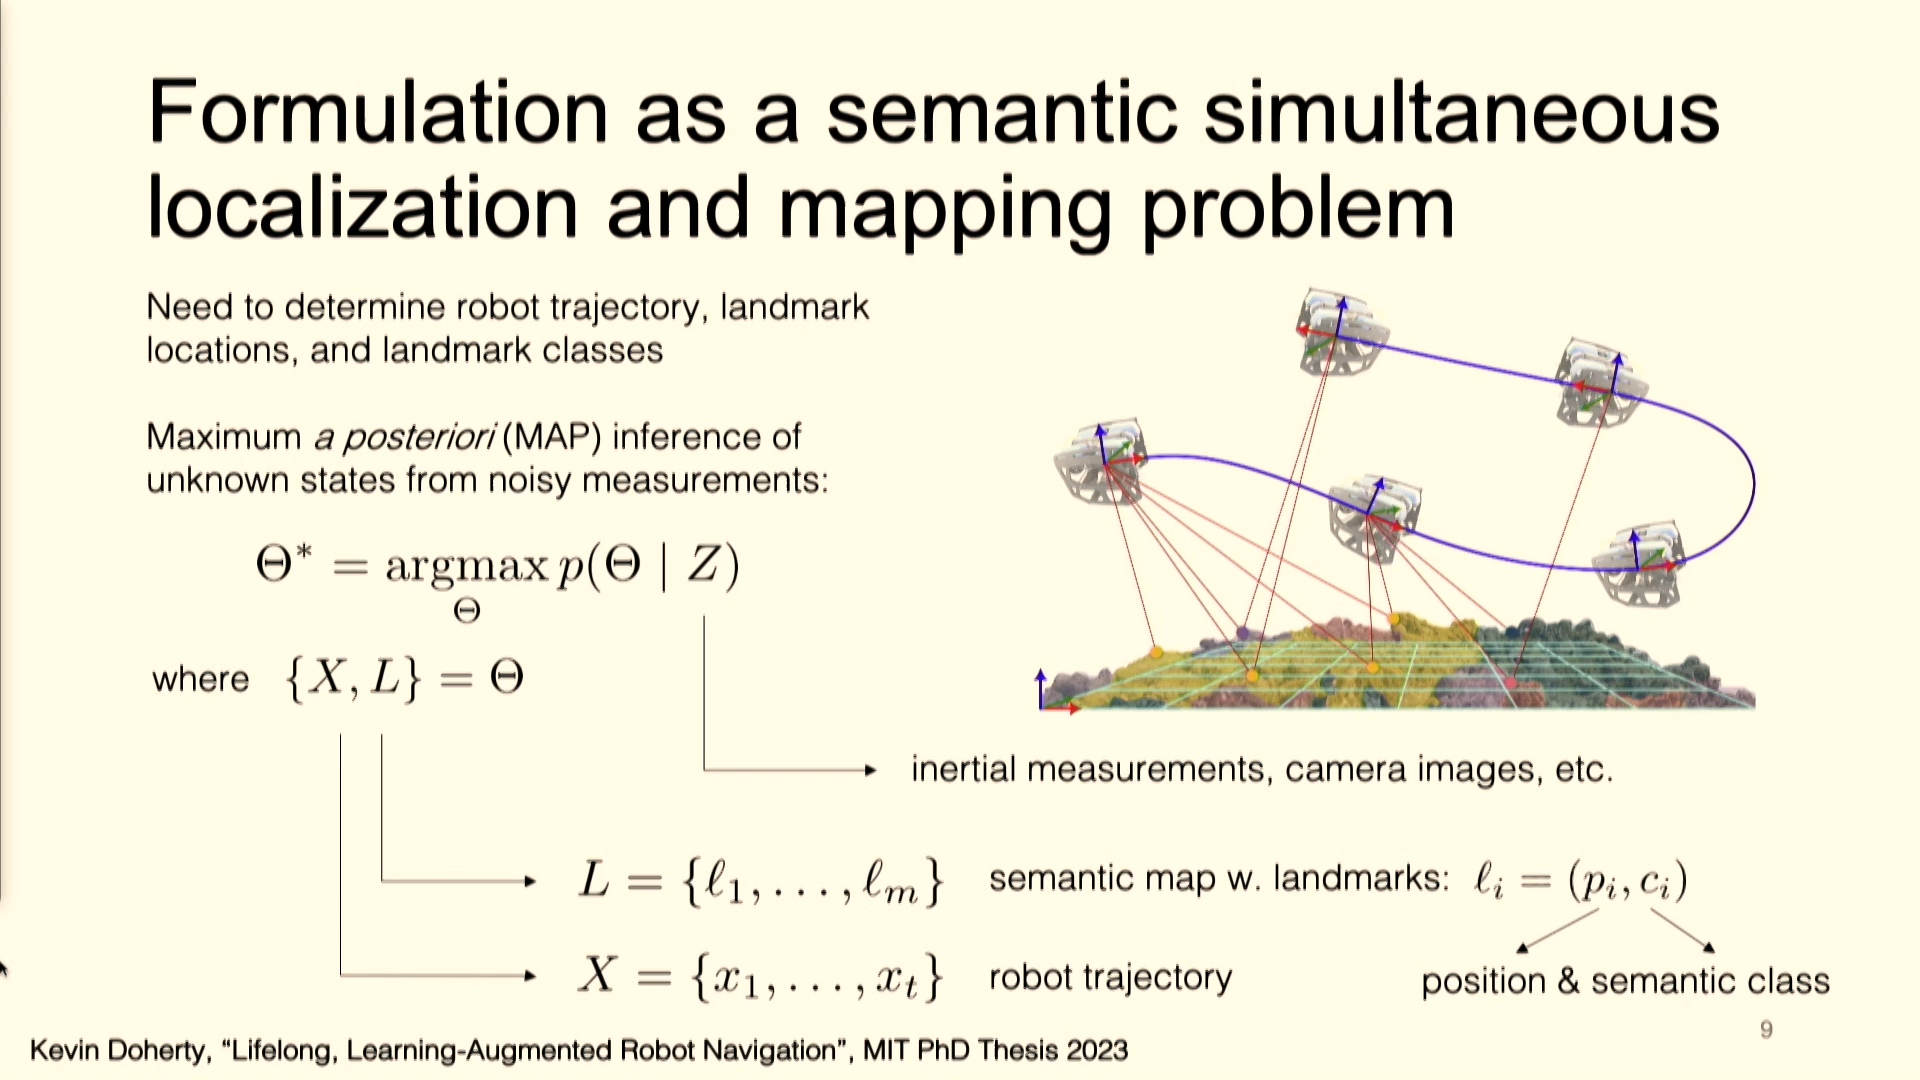 Formulation as a semantic simultaneous
localization and mapping problem
Need to determine robot trajectory, landmark
locations, and landmark classes
Maximum a posteriori (MAP) inference of
unknown states from noisy measurements:
Θ* = argmax p(Θ | Z)
Θ
where {X, L} = Θ
inertial measurements, camera images, etc.
L = {ℓ₁, . . . , ℓₘ} semantic map w. landmarks: ℓᵢ = (pᵢ, cᵢ)
X = {x₁, . . . , xₜ} robot trajectory
position & semantic class
9
Kevin Doherty, “Lifelong, Learning-Augmented Robot Navigation”, MIT PhD Thesis 2023